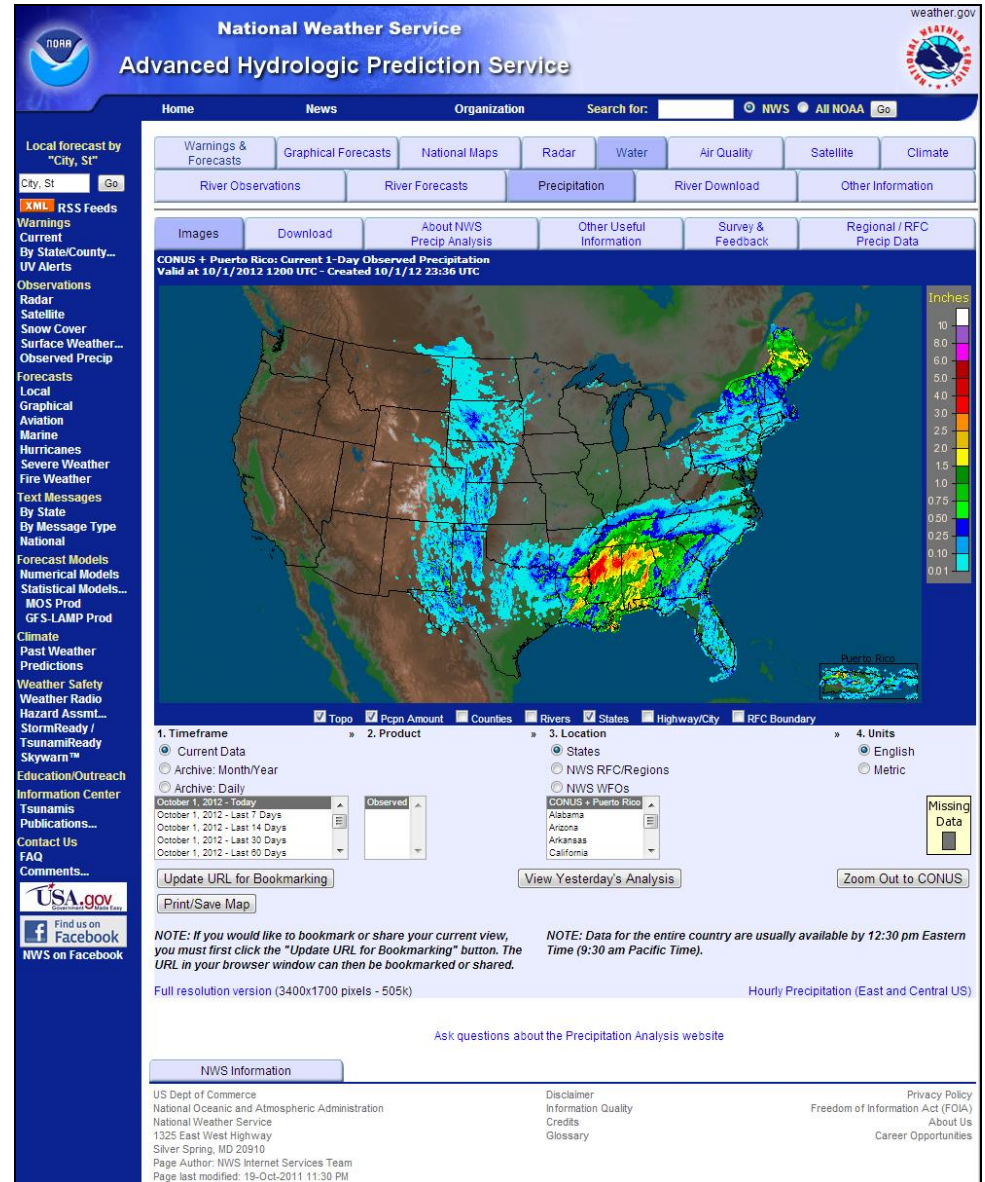 weather.gov
NOAA
National Weather Service
Advanced Hydrologic Prediction Service
Home News Organization Search for: NWS All NOAA Go
Local forecast by
"City, St"
City, St Go
XML RSS Feeds
Warnings
Current
By State/County...
UV Alerts
Observations
Radar
Satellite
Snow Cover
Surface Weather...
Observed Precip
Forecasts
Local
Graphical
Aviation
Marine
Hurricanes
Severe Weather
Fire Weather
Text Messages
By State
By Message Type
National
Forecast Models
Numerical Models
Statistical Models...
MOS Prod
GFS-LAMP Prod
Climate
Past Weather
Predictions
Weather Safety
Weather Radio
Hazard Assmt...
StormReady /
TsunamiReady
Skywarn™
Education/Outreach
Information Center
Tsunamis
Publications...
Contact Us
FAQ
Comments...
USA.gov
Government Made Easy
Find us on
Facebook
NWS on Facebook
Warnings & Forecasts Graphical Forecasts National Maps Radar Water Air Quality Satellite Climate
River Observations River Forecasts Precipitation River Download Other Information
Images Download About NWS Precip Analysis Other Useful Information Survey & Feedback Regional / RFC Precip Data
CONUS + Puerto Rico: Current 1-Day Observed Precipitation
Valid at 10/1/2012 1200 UTC - Created 10/1/12 23:36 UTC
Inches
10
8.0
6.0
5.0
4.0
3.0
2.5
2.0
1.5
1.0
0.75
0.50
0.25
0.10
0.01
Puerto Rico
Topo Pcpn Amount Counties Rivers States Highway/City RFC Boundary
1. Timeframe » 2. Product » 3. Location » 4. Units
Current Data States English
Archive: Month/Year NWS RFC/Regions Metric
Archive: Daily NWS WFOs
October 1, 2012 - Today Observed CONUS + Puerto Rico
October 1, 2012 - Last 7 Days Alabama
October 1, 2012 - Last 14 Days Arizona
October 1, 2012 - Last 30 Days Arkansas
October 1, 2012 - Last 60 Days California
Missing
Data
Update URL for Bookmarking View Yesterday's Analysis Zoom Out to CONUS
Print/Save Map
NOTE: If you would like to bookmark or share your current view,
you must first click the "Update URL for Bookmarking" button. The
URL in your browser window can then be bookmarked or shared.
NOTE: Data for the entire country are usually available by 12:30 pm Eastern
Time (9:30 am Pacific Time).
Full resolution version (3400x1700 pixels - 505k) Hourly Precipitation (East and Central US)
Ask questions about the Precipitation Analysis website
NWS Information
US Dept of Commerce
National Oceanic and Atmospheric Administration
National Weather Service
1325 East West Highway
Silver Spring, MD 20910
Page Author: NWS Internet Services Team
Page last modified: 19-Oct-2011 11:30 PM
Disclaimer
Information Quality
Credits
Glossary
Privacy Policy
Freedom of Information Act (FOIA)
About Us
Career Opportunities